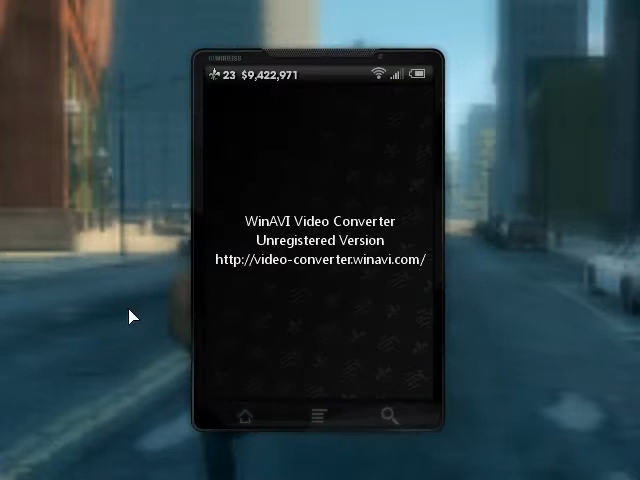 23 $9,422,971
WinAVI Video Converter
Unregistered Version
http://video-converter.winavi.com/